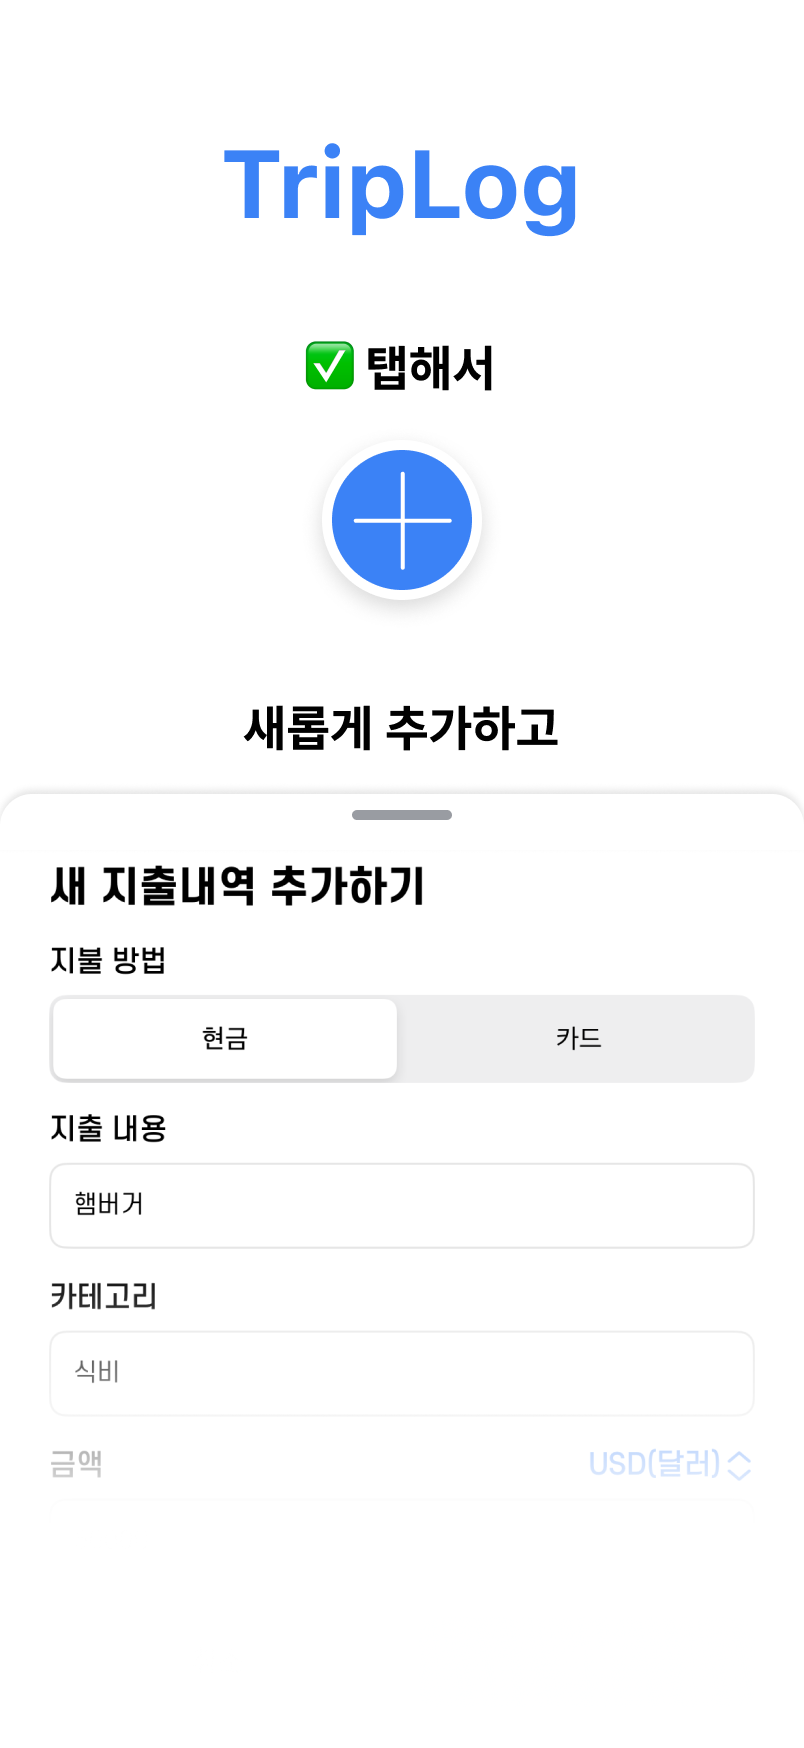 TripLog
✅ 탭해서
새롭게 추가하고
새 지출내역 추가하기
지불 방법
현금 카드
지출 내용
햄버거
카테고리
식비
금액 USD(달러)